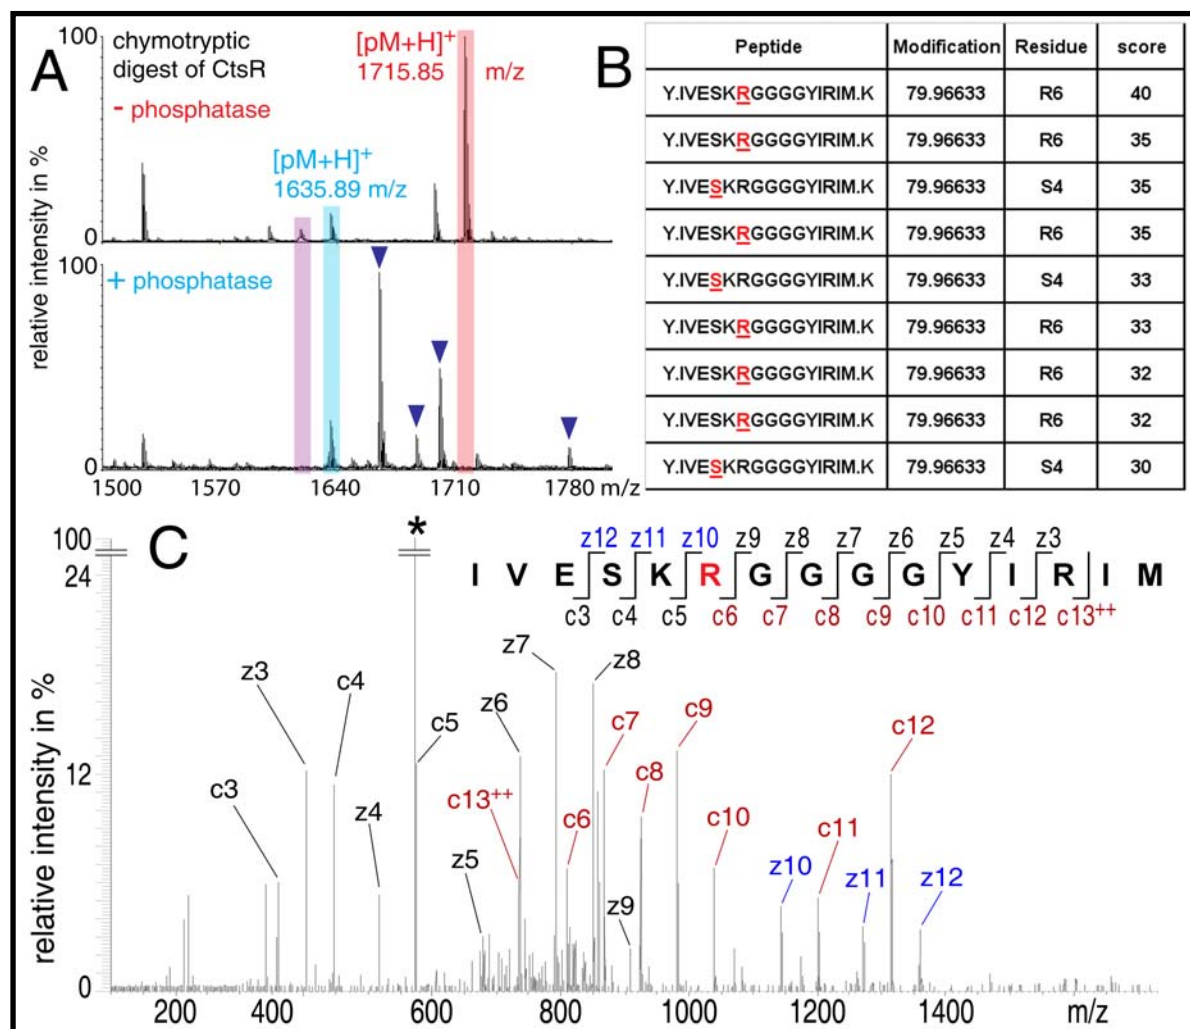 A
100
chymotryptic
digest of CtsR
- phosphatase
[pM+H]+
1715.85 m/z
[pM+H]+
1635.89 m/z
0
100
+ phosphatase
0
relative intensity in %
1500 1570 1640 1710 1780 m/z
B
Peptide Modification Residue score
Y.IVESKRGGGGYIRIM.K 79.96633 R6 40
Y.IVESKRGGGGYIRIM.K 79.96633 R6 35
Y.IVESKRGGGGYIRIM.K 79.96633 S4 35
Y.IVESKRGGGGYIRIM.K 79.96633 R6 35
Y.IVESKRGGGGYIRIM.K 79.96633 S4 33
Y.IVESKRGGGGYIRIM.K 79.96633 R6 33
Y.IVESKRGGGGYIRIM.K 79.96633 R6 32
Y.IVESKRGGGGYIRIM.K 79.96633 R6 32
Y.IVESKRGGGGYIRIM.K 79.96633 S4 30
C
*
100
24
12
0
relative intensity in %
z12 z11 z10 z9 z8 z7 z6 z5 z4 z3
I V E S K R G G G G Y I R I M
c3 c4 c5 c6 c7 c8 c9 c10 c11 c12 c13++
c3
z3
c4
z4
c5
z5
c13++
z6
z7
c6
z8
c7
z9
c8
c9
c10
z10
c11
z11
c12
z12
200 400 600 800 1000 1200 1400 m/z